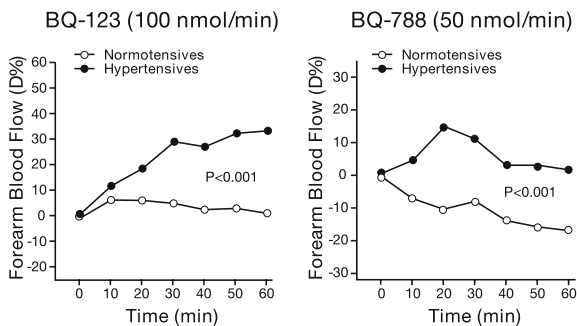 BQ-123 (100 nmol/min)
Normotensives
Hypertensives
Forearm Blood Flow (D%)
60
50
40
30
20
10
0
-10
-20
P<0.001
0 10 20 30 40 50 60
Time (min)
BQ-788 (50 nmol/min)
Normotensives
Hypertensives
Forearm Blood Flow (D%)
30
20
10
0
-10
-20
-30
P<0.001
0 10 20 30 40 50 60
Time (min)